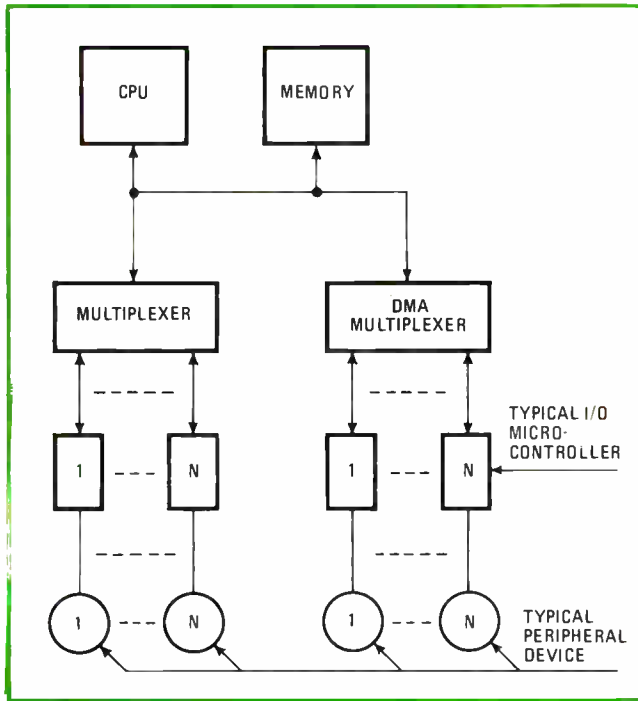 CPU
MEMORY
MULTIPLEXER
DMA
MULTIPLEXER
TYPICAL I/O
MICRO-
CONTROLLER
1
N
1
N
1
N
1
N
TYPICAL
PERIPHERAL
DEVICE